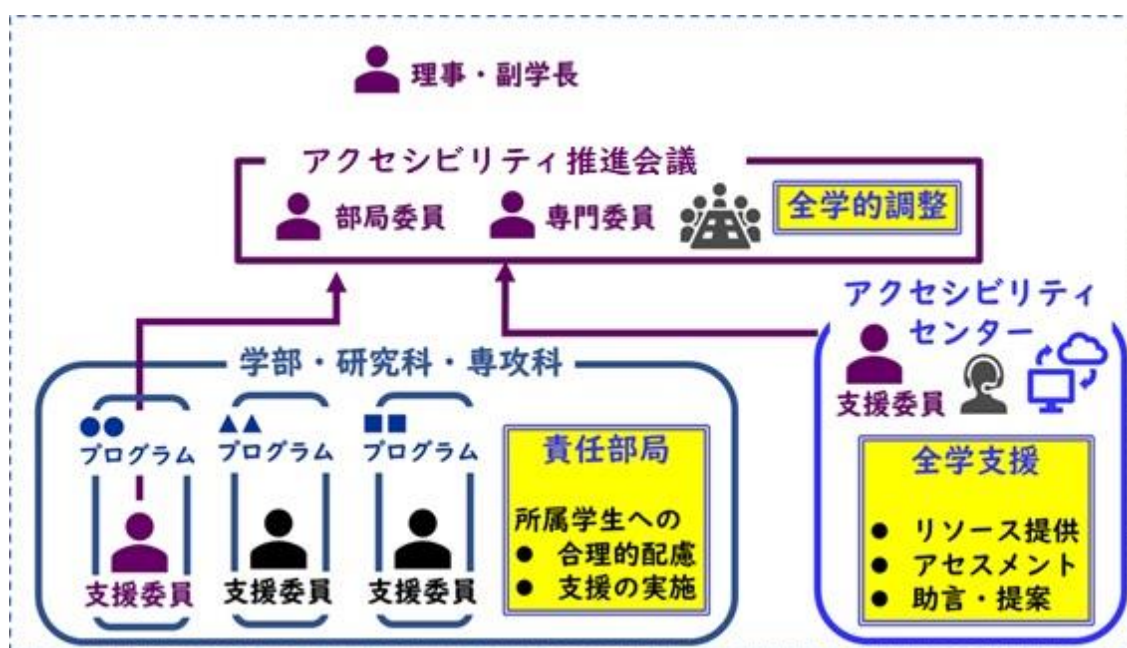 理事・副学長
アクセシビリティ推進会議
部局委員
専門委員
全学的調整
アクセシビリティ
センター
支援委員
学部・研究科・専攻科
●●
プログラム
支援委員
▲▲
プログラム
支援委員
■■
プログラム
支援委員
責任部局
所属学生への
● 合理的配慮
● 支援の実施
全学支援
● リソース提供
● アセスメント
● 助言・提案